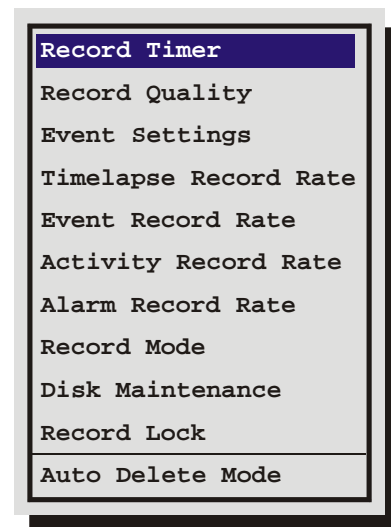 Record Timer
Record Quality
Event Settings
Timelapse Record Rate
Event Record Rate
Activity Record Rate
Alarm Record Rate
Record Mode
Disk Maintenance
Record Lock
Auto Delete Mode